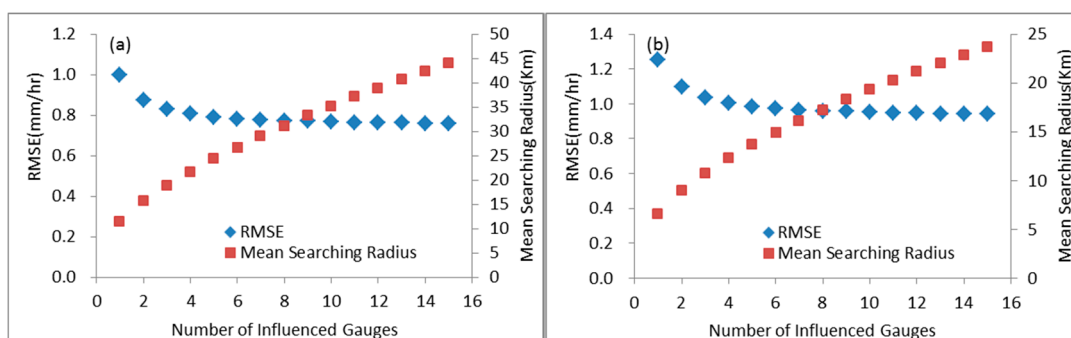 (a)
RMSE(mm/hr)
1.2
1.0
0.8
0.6
0.4
0.2
0.0
50
45
40
35
30
25
20
15
10
5
0
Mean Searching Radius(Km)
RMSE
Mean Searching Radius
0 2 4 6 8 10 12 14 16
Number of Influenced Gauges
(b)
RMSE(mm/hr)
1.4
1.2
1.0
0.8
0.6
0.4
0.2
0.0
25
20
15
10
5
0
Mean Searching Radius(Km)
RMSE
Mean Searching Radius
0 2 4 6 8 10 12 14 16
Number of Influenced Gauges